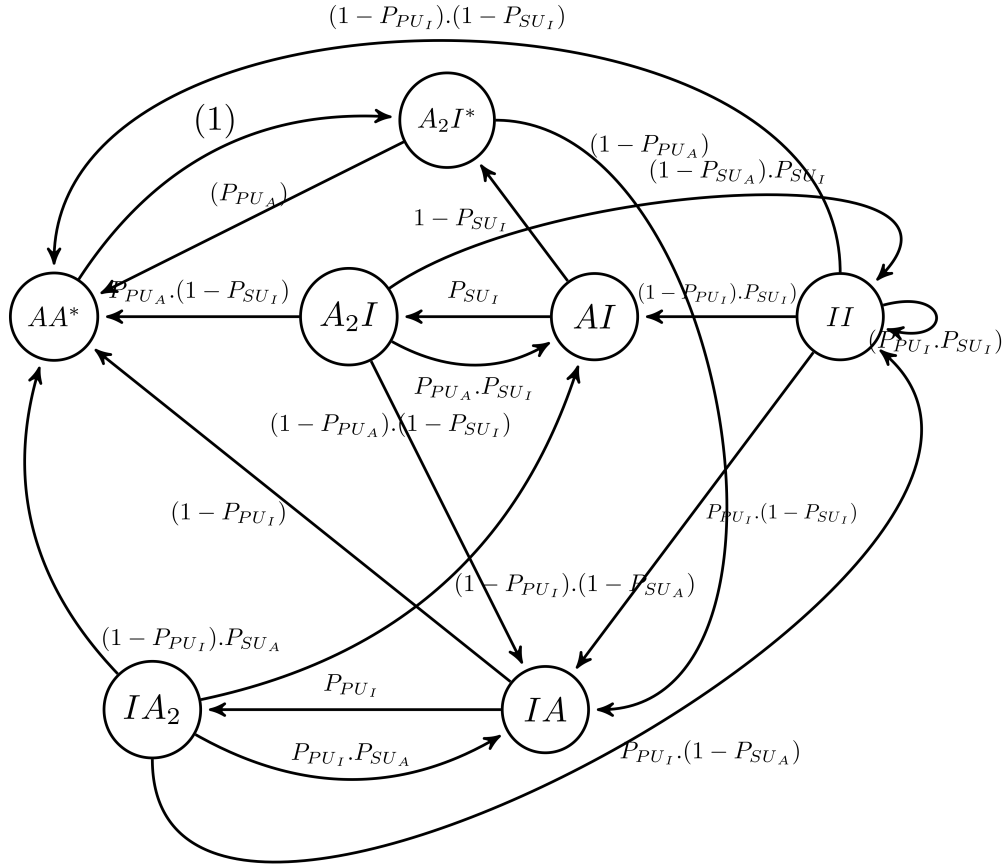 (1 − P_{PU_I}).(1 − P_{SU_I})
A_2I*
(1)
(1 − P_{PU_A})
(1 − P_{SU_A}).P_{SU_I}
(P_{PU_A})
1 − P_{SU_I}
P_{PU_A}.(1 − P_{SU_I})
P_{SU_I}
(1 − P_{PU_I}).P_{SU_I})
AA*
A_2I
AI
II
(P_{PU_I}.P_{SU_I})
P_{PU_A}.P_{SU_I}
(1 − P_{PU_A}).(1 − P_{SU_I})
(1 − P_{PU_I})
P_{PU_I}.(1 − P_{SU_I})
(1 − P_{PU_I}).(1 − P_{SU_A})
(1 − P_{PU_I}).P_{SU_A}
P_{PU_I}
IA_2
IA
P_{PU_I}.P_{SU_A}
P_{PU_I}.(1 − P_{SU_A})